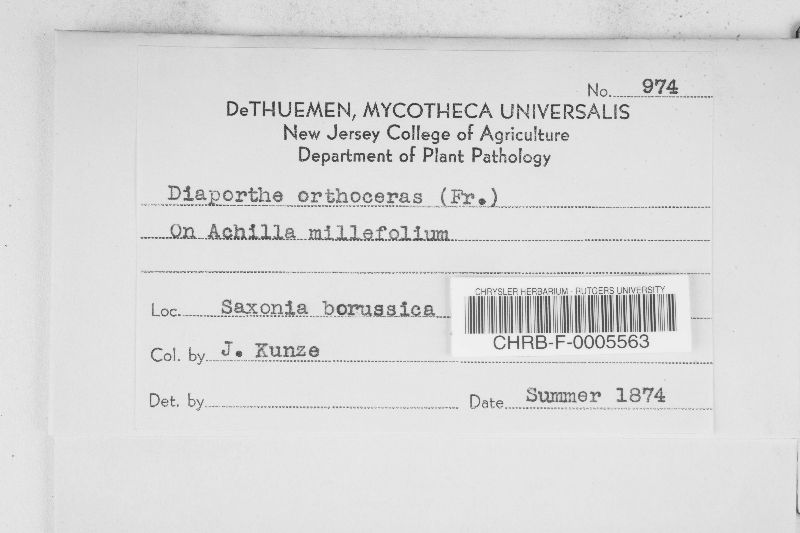 No. 974
DeTHUEMEN, MYCOTHECA UNIVERSALIS
New Jersey College of Agriculture
Department of Plant Pathology
Diaporthe orthoceras (Fr.)
On Achilla millefolium
CHRYSLER HERBARIUM - RUTGERS UNIVERSITY
Loc. Saxonia borussica
CHRB-F-0005563
Col. by J. Kunze
Det. by
Date Summer 1874